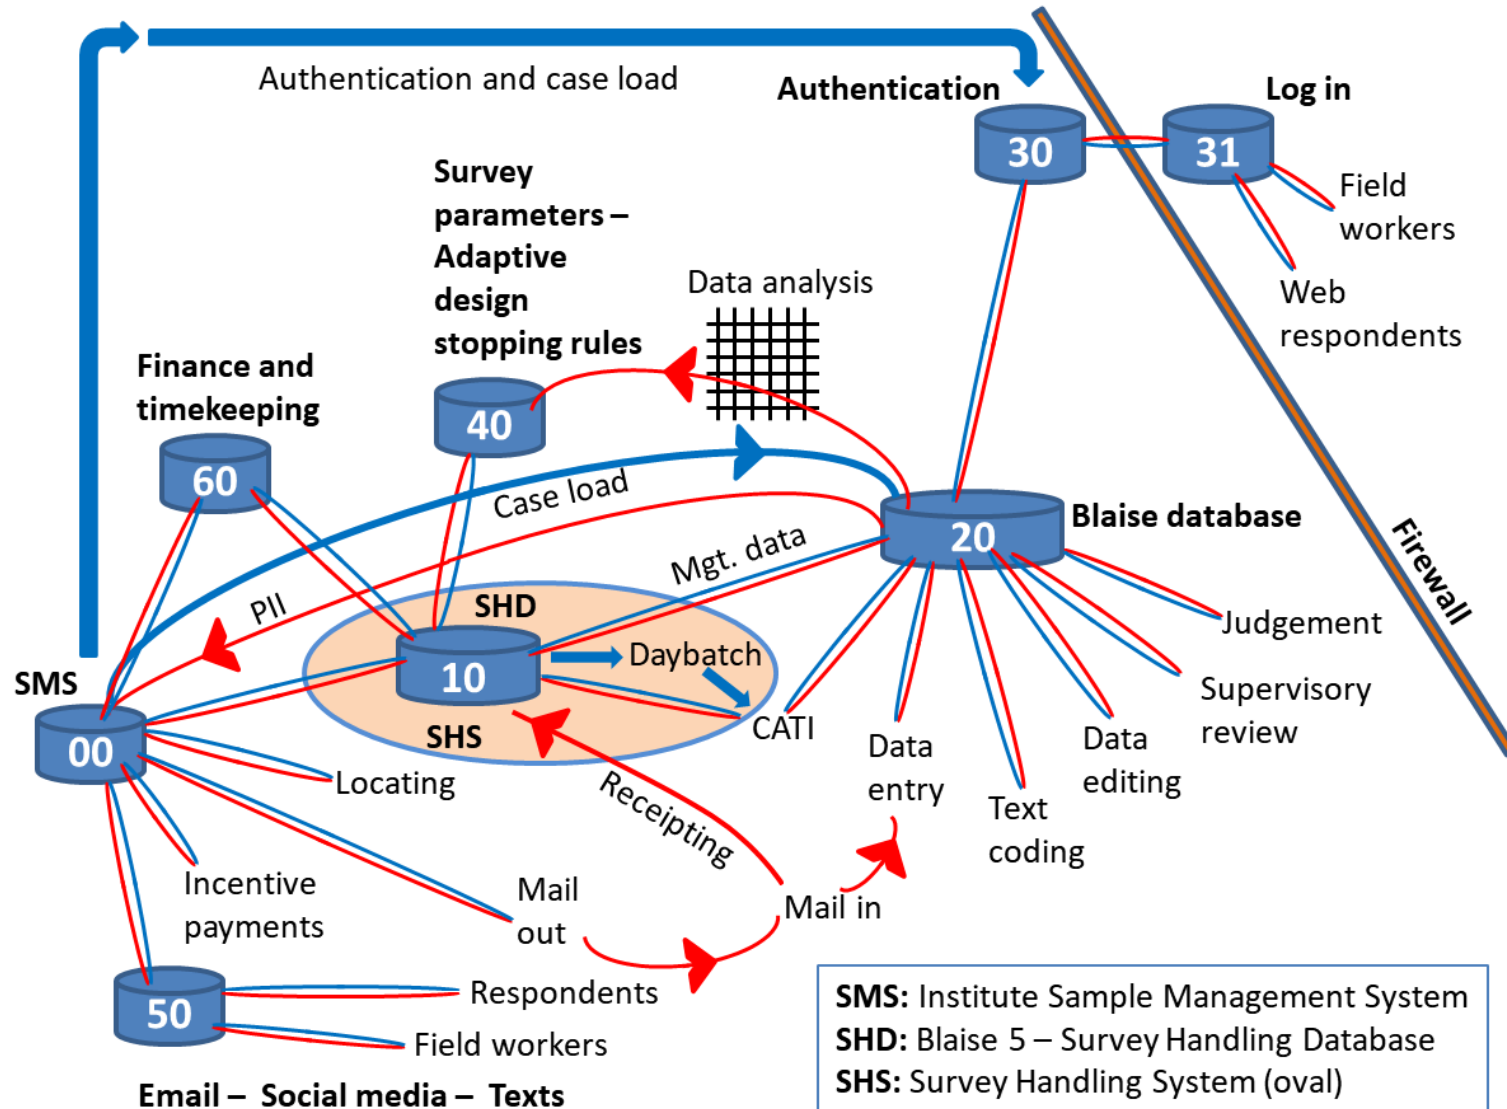 Authentication and case load
Authentication
Log in
30
31
Field
workers
Web
respondents
Survey
parameters –
Adaptive
design
stopping rules
Data analysis
Finance and
timekeeping
40
60
Case load
20
Blaise database
Firewall
Mgt. data
PII
SHD
10
Daybatch
SHS
CATI
SMS
00
Judgement
Supervisory
review
Data
editing
Data
entry
Text
coding
Locating
Receipting
Incentive
payments
Mail
out
Mail in
50
Respondents
Field workers
Email – Social media – Texts
SMS: Institute Sample Management System
SHD: Blaise 5 – Survey Handling Database
SHS: Survey Handling System (oval)